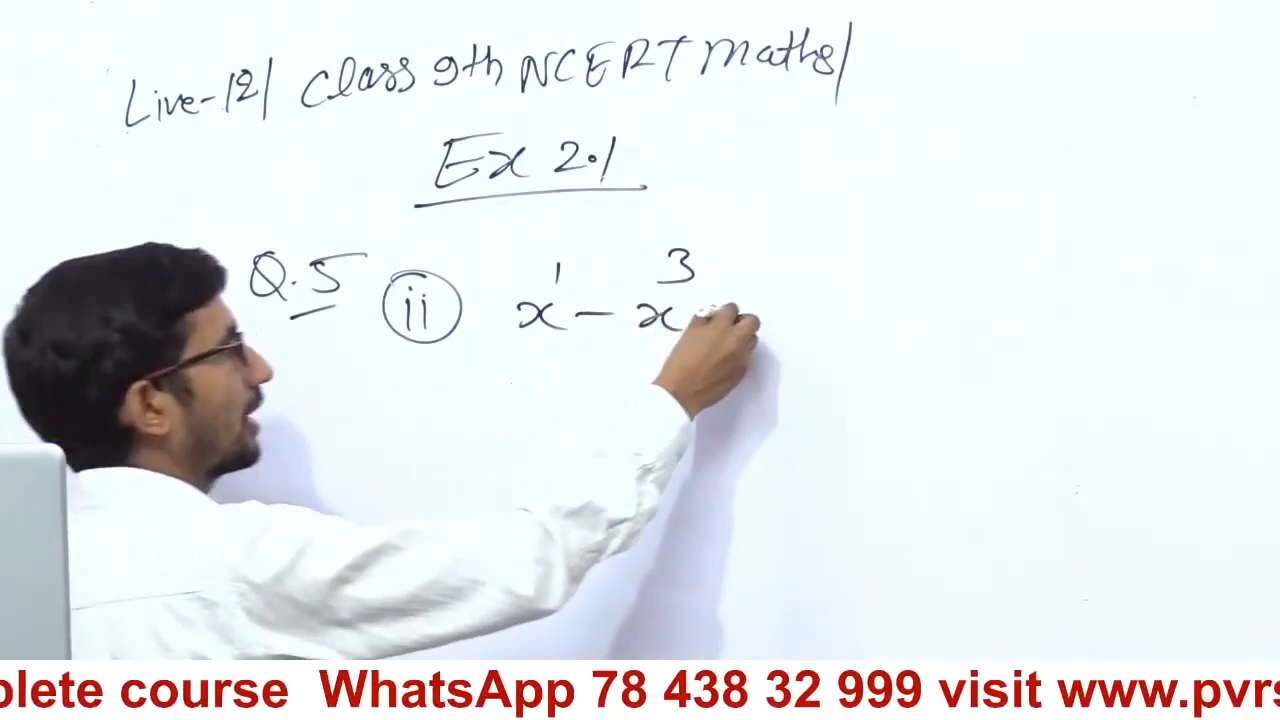 Live-12/ Class 9th NCERT Maths/
Ex 2.1
Q.5 (ii) x¹ - x³
plete course WhatsApp 78 438 32 999 visit www.pvrs